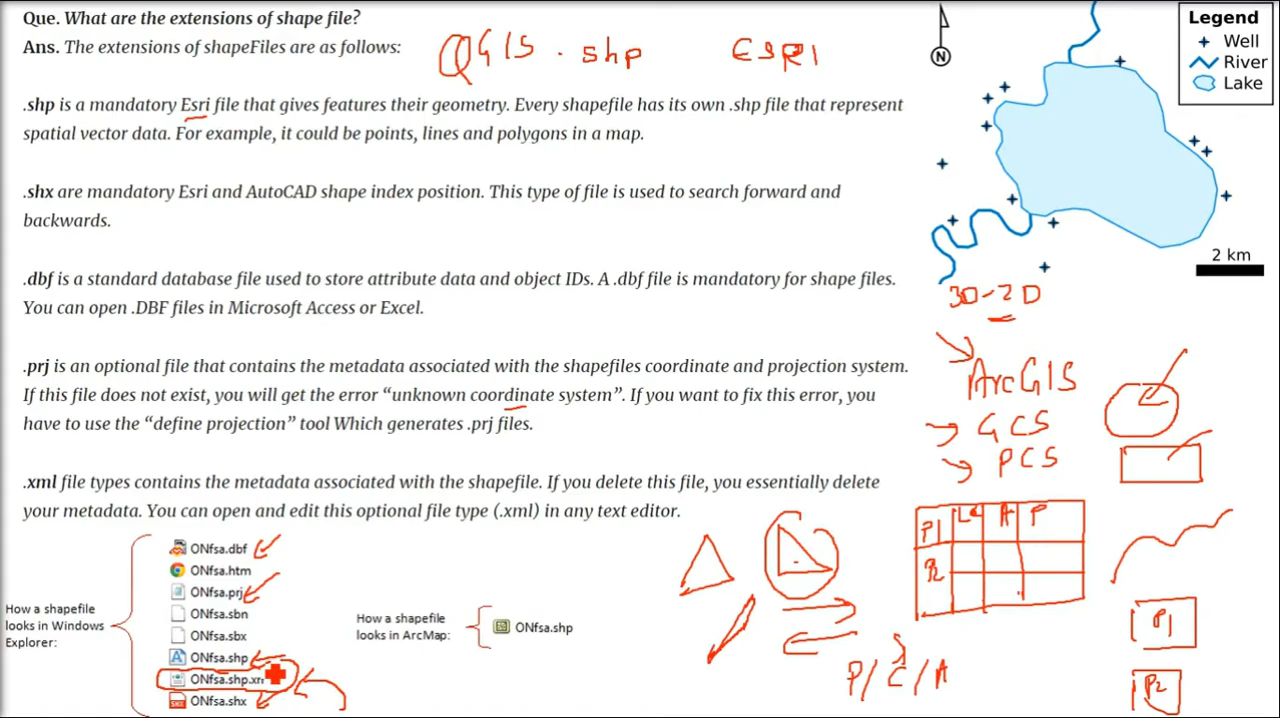 Que. What are the extensions of shape file?
Ans. The extensions of shapeFiles are as follows:
QGIS .shp ESRI
.shp is a mandatory Esri file that gives features their geometry. Every shapefile has its own .shp file that represent
spatial vector data. For example, it could be points, lines and polygons in a map.
.shx are mandatory Esri and AutoCAD shape index position. This type of file is used to search forward and
backwards.
.dbf is a standard database file used to store attribute data and object IDs. A .dbf file is mandatory for shape files.
You can open .DBF files in Microsoft Access or Excel.
.prj is an optional file that contains the metadata associated with the shapefiles coordinate and projection system.
If this file does not exist, you will get the error “unknown coordinate system”. If you want to fix this error, you
have to use the “define projection” tool Which generates .prj files.
.xml file types contains the metadata associated with the shapefile. If you delete this file, you essentially delete
your metadata. You can open and edit this optional file type (.xml) in any text editor.
How a shapefile
looks in Windows
Explorer:
ONfsa.dbf
ONfsa.htm
ONfsa.prj
ONfsa.sbn
ONfsa.sbx
ONfsa.shp
ONfsa.shp.xm
ONfsa.shx
How a shapefile
looks in ArcMap:
ONfsa.shp
N
Legend
Well
River
Lake
2 km
3D-2D
ArcGIS
GCS
PCS
P1 A P
P2
P1
P2
P/C/A